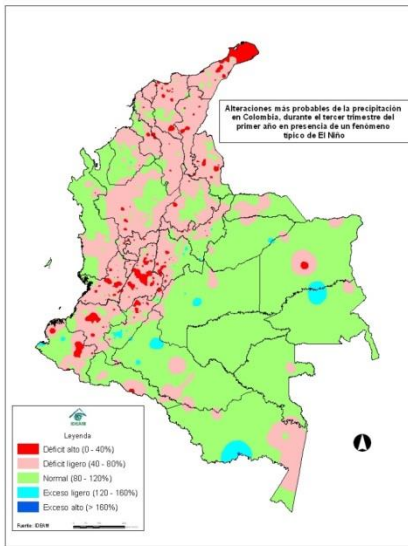 Alteraciones más probables de la precipitación
en Colombia, durante el tercer trimestre del
primer año en presencia de un fenómeno
típico de El Niño
IDEAM
Leyenda
Déficit alto (0 - 40%)
Déficit ligero (40 - 80%)
Normal (80 - 120%)
Exceso ligero (120 - 160%)
Exceso alto (> 160%)
Fuente: IDEAM